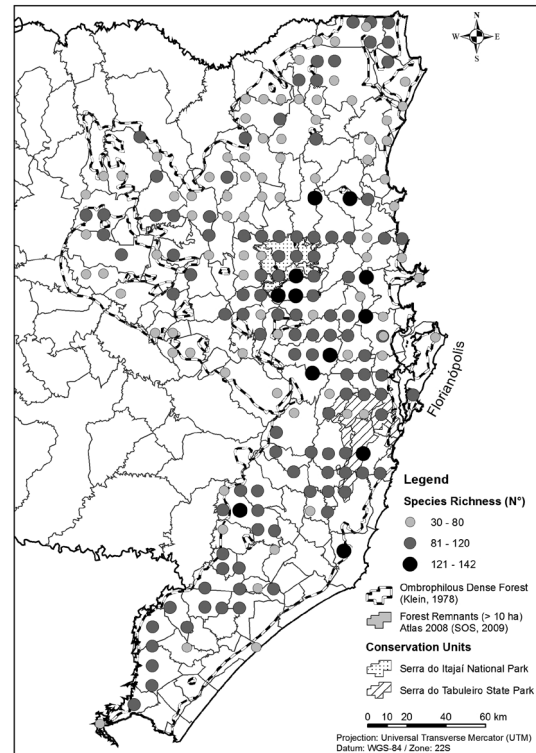 N
W E
S
Florianópolis
Legend
Species Richness (N°)
30 - 80
81 - 120
121 - 142
Ombrophilous Dense Forest
(Klein, 1978)
Forest Remnants (> 10 ha)
Atlas 2008 (SOS, 2009)
Conservation Units
Serra do Itajaí National Park
Serra do Tabuleiro State Park
0 10 20 40 60 km
Projection: Universal Transverse Mercator (UTM)
Datum: WGS-84 / Zone: 22S